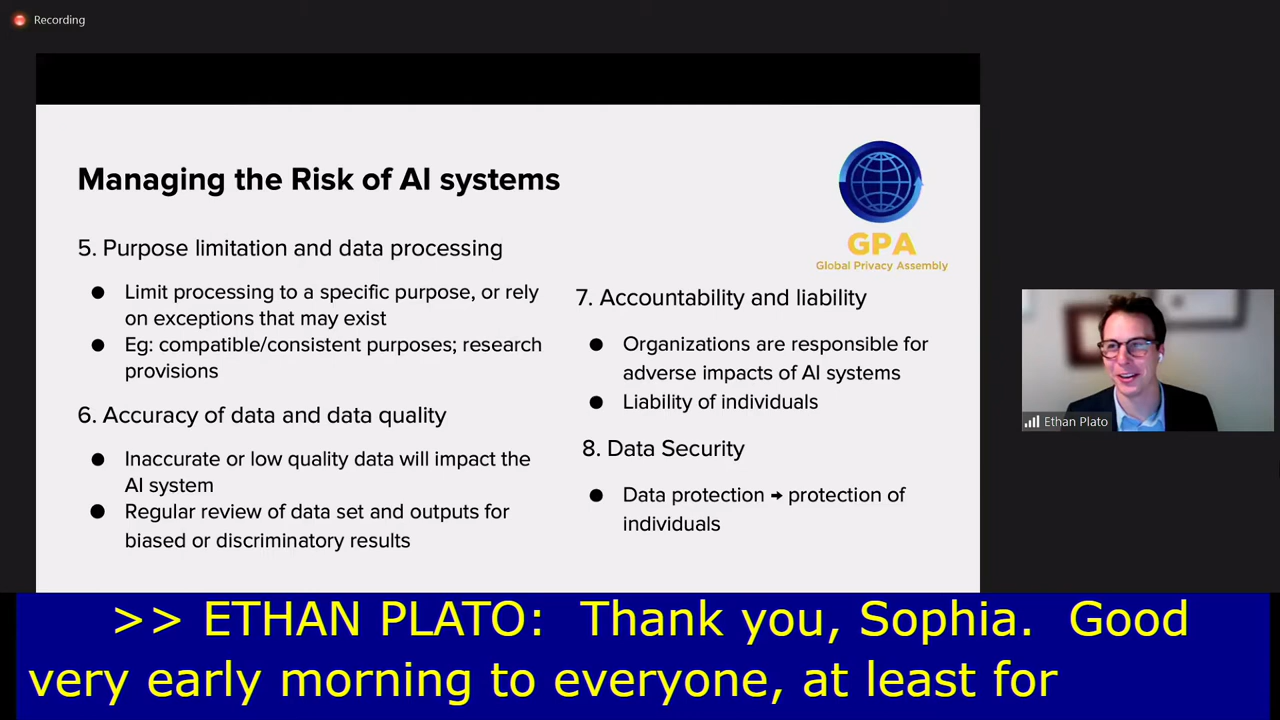 Recording
Managing the Risk of AI systems
GPA
Global Privacy Assembly
5. Purpose limitation and data processing
● Limit processing to a specific purpose, or rely
on exceptions that may exist
● Eg: compatible/consistent purposes; research
provisions
6. Accuracy of data and data quality
● Inaccurate or low quality data will impact the
AI system
● Regular review of data set and outputs for
biased or discriminatory results
7. Accountability and liability
● Organizations are responsible for
adverse impacts of AI systems
● Liability of individuals
8. Data Security
● Data protection → protection of
individuals
Ethan Plato
>> ETHAN PLATO: Thank you, Sophia. Good
very early morning to everyone, at least for